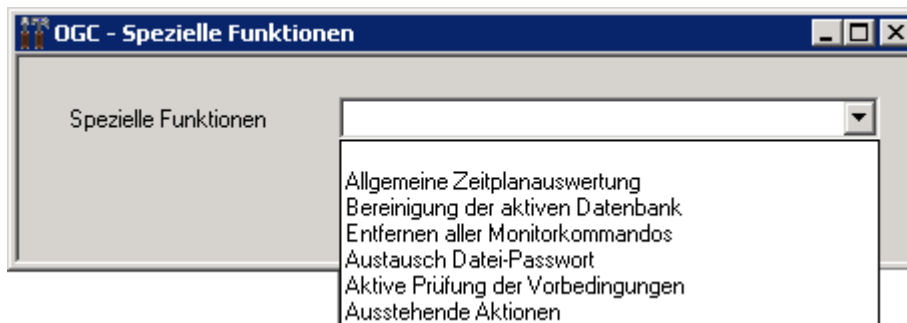 OGC - Spezielle Funktionen
Spezielle Funktionen
Allgemeine Zeitplanauswertung
Bereinigung der aktiven Datenbank
Entfernen aller Monitorkommandos
Austausch Datei-Passwort
Aktive Prüfung der Vorbedingungen
Ausstehende Aktionen